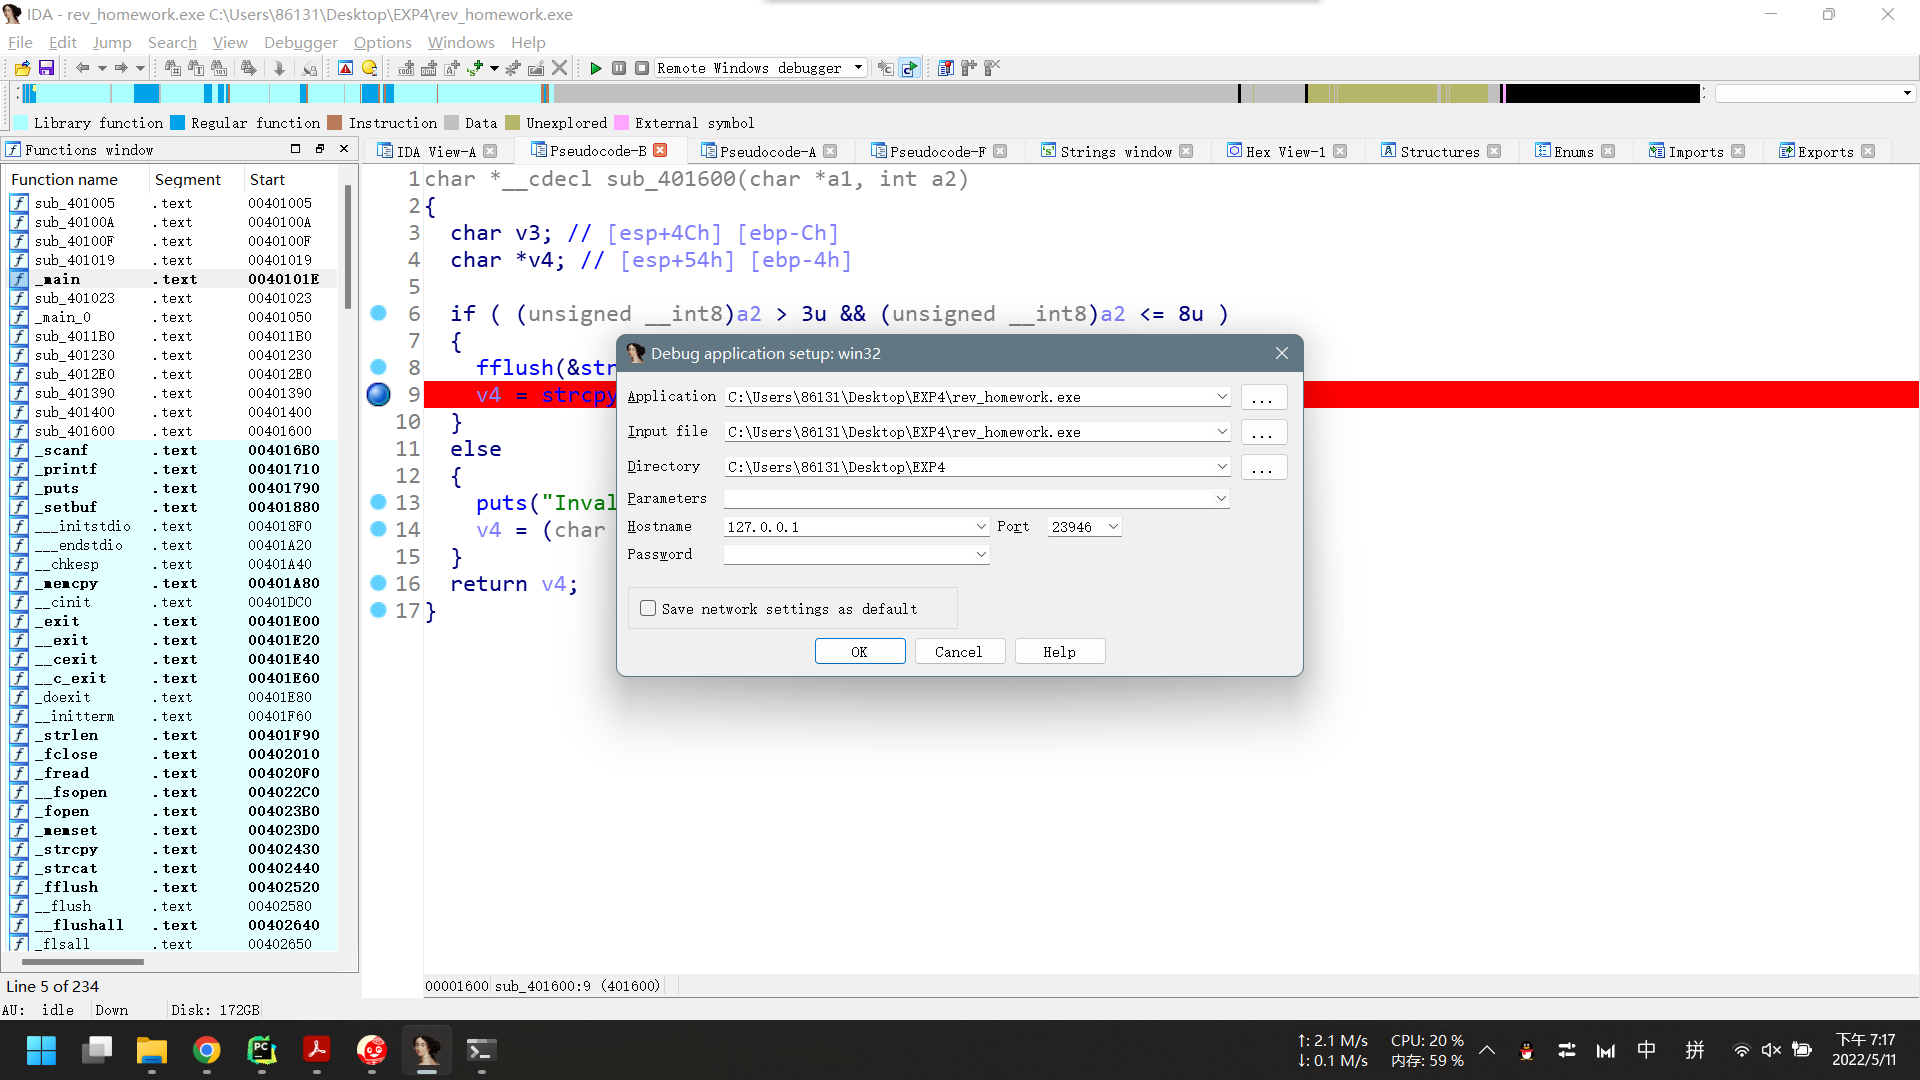 IDA - rev_homework.exe C:\Users\86131\Desktop\EXP4\rev_homework.exe
File Edit Jump Search View Debugger Options Windows Help
Remote Windows debugger
Library function Regular function Instruction Data Unexplored External symbol
Functions window
IDA View-A Pseudocode-B Pseudocode-A Pseudocode-F Strings window Hex View-1 Structures Enums Imports Exports
Function name Segment Start
sub_401005 .text 00401005
sub_40100A .text 0040100A
sub_40100F .text 0040100F
sub_401019 .text 00401019
_main .text 0040101E
sub_401023 .text 00401023
_main_0 .text 00401050
sub_4011B0 .text 004011B0
sub_401230 .text 00401230
sub_4012E0 .text 004012E0
sub_401390 .text 00401390
sub_401400 .text 00401400
sub_401600 .text 00401600
_scanf .text 004016B0
_printf .text 00401710
_puts .text 00401790
_setbuf .text 00401880
___initstdio .text 004018F0
___endstdio .text 00401A20
__chkesp .text 00401A40
_memcpy .text 00401A80
__cinit .text 00401DC0
_exit .text 00401E00
__exit .text 00401E20
__cexit .text 00401E40
__c_exit .text 00401E60
_doexit .text 00401E80
__initterm .text 00401F60
_strlen .text 00401F90
_fclose .text 00402010
_fread .text 004020F0
__fsopen .text 004022C0
_fopen .text 004023B0
_memset .text 004023D0
_strcpy .text 00402430
_strcat .text 00402440
_fflush .text 00402520
__flush .text 00402580
__flushall .text 00402640
_flsall .text 00402650
Line 5 of 234
1 char *__cdecl sub_401600(char *a1, int a2)
2 {
3 char v3; // [esp+4Ch] [ebp-Ch]
4 char *v4; // [esp+54h] [ebp-4h]
5
6 if ( (unsigned __int8)a2 > 3u && (unsigned __int8)a2 <= 8u )
7 {
8 fflush(&str
9 v4 = strcpy
10 }
11 else
12 {
13 puts("Inval
14 v4 = (char
15 }
16 return v4;
17 }
Debug application setup: win32
Application C:\Users\86131\Desktop\EXP4\rev_homework.exe ...
Input file C:\Users\86131\Desktop\EXP4\rev_homework.exe ...
Directory C:\Users\86131\Desktop\EXP4 ...
Parameters
Hostname 127.0.0.1 Port 23946
Password
Save network settings as default
OK Cancel Help
00001600 sub_401600:9 (401600)
AU: idle Down Disk: 172GB
↑: 2.1 M/s CPU: 20 %
↓: 0.1 M/s 内存: 59 %
中 拼
下午 7:17
2022/5/11